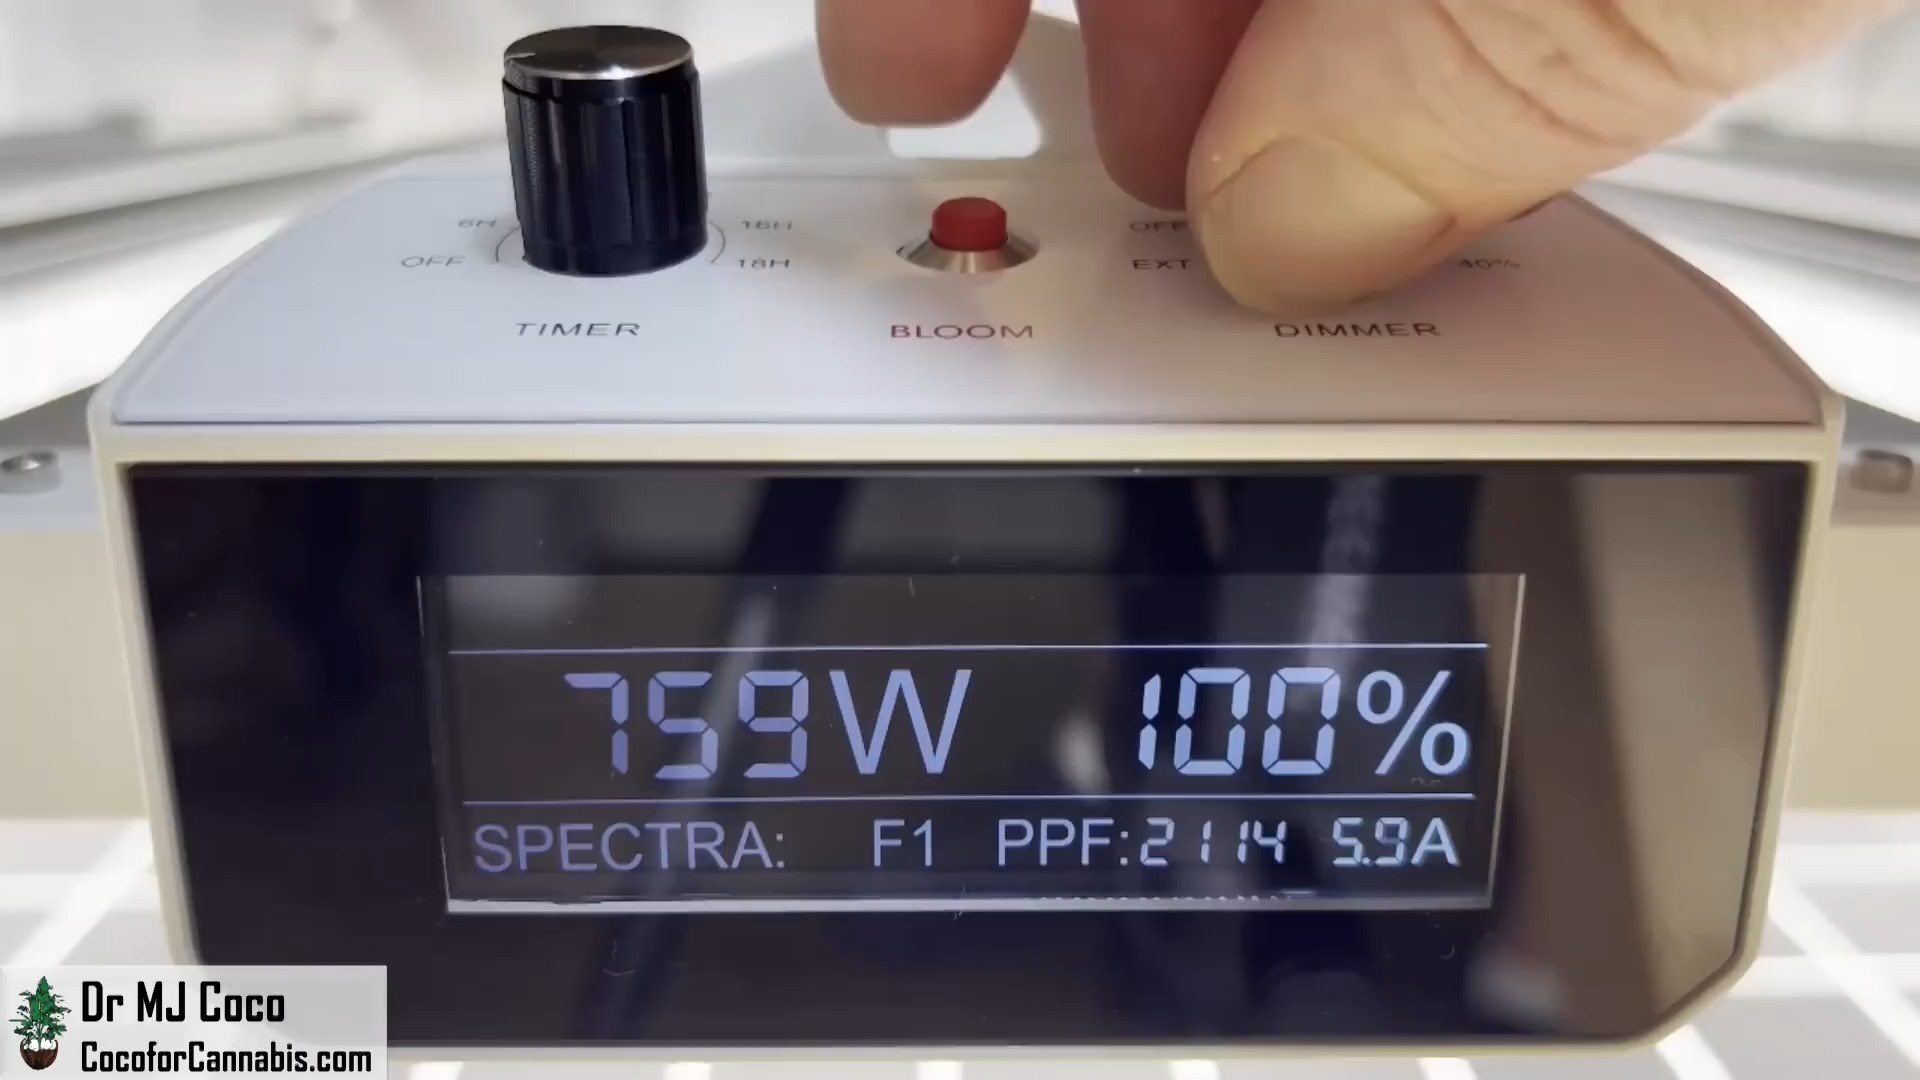 6H 16H OFF
OFF 18H EXT 40%
TIMER BLOOM DIMMER
759W 100%
SPECTRA: F1 PPF:2114 5.9A
Dr MJ Coco
CocoforCannabis.com